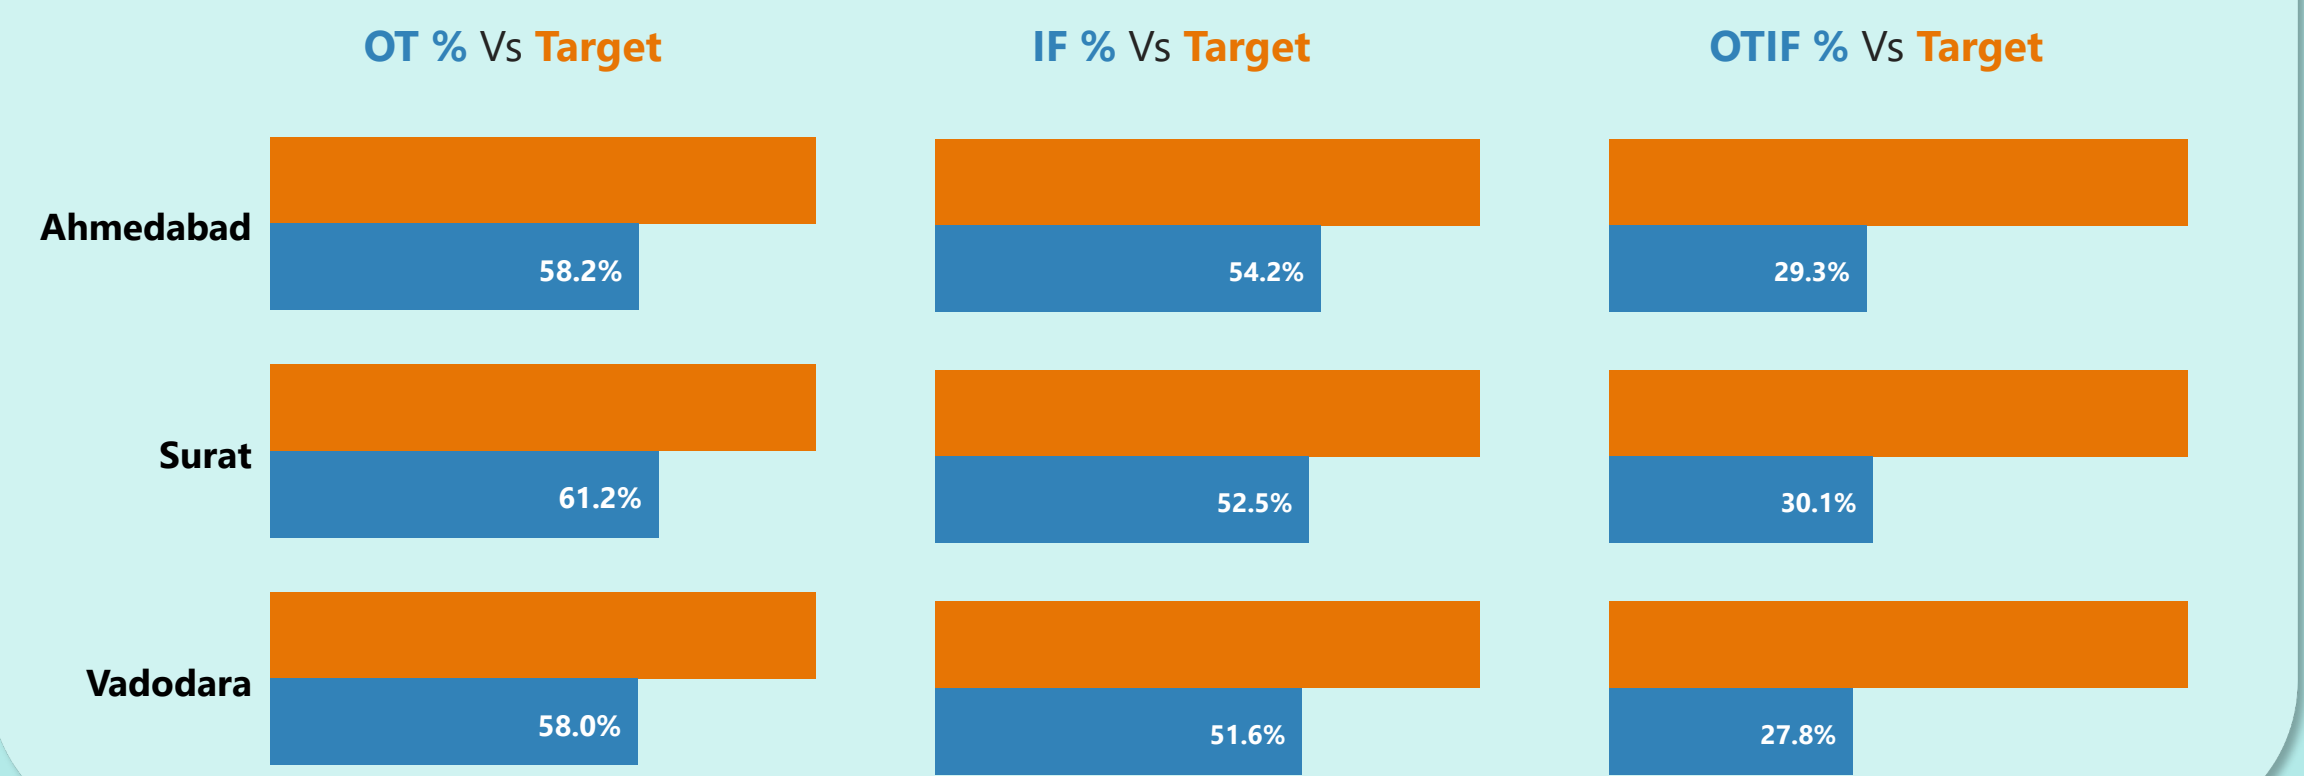 OT % Vs Target
IF % Vs Target
OTIF % Vs Target
Ahmedabad
58.2%
54.2%
29.3%
Surat
61.2%
52.5%
30.1%
Vadodara
58.0%
51.6%
27.8%